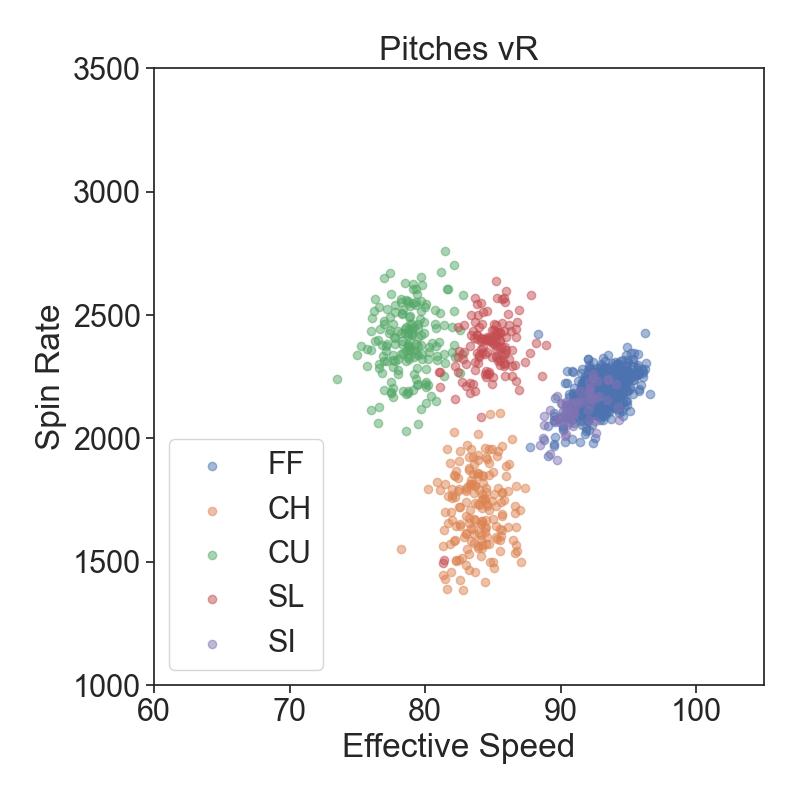 Pitches vR
3500
3000
2500
2000
1500
1000
Spin Rate
FF
CH
CU
SL
SI
60 70 80 90 100
Effective Speed